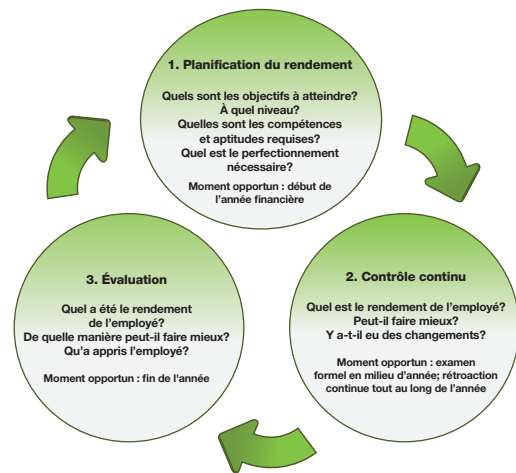 1. Planification du rendement
Quels sont les objectifs à atteindre?
À quel niveau?
Quelles sont les compétences
et aptitudes requises?
Quel est le perfectionnement
nécessaire?
Moment opportun : début de
l'année financière
2. Contrôle continu
Quel est le rendement de l'employé?
Peut-il faire mieux?
Y a-t-il eu des changements?
Moment opportun : examen
formel en milieu d'année; rétroaction
continue tout au long de l'année
3. Évaluation
Quel a été le rendement
de l'employé?
De quelle manière peut-il faire mieux?
Qu'a appris l'employé?
Moment opportun : fin de l'année